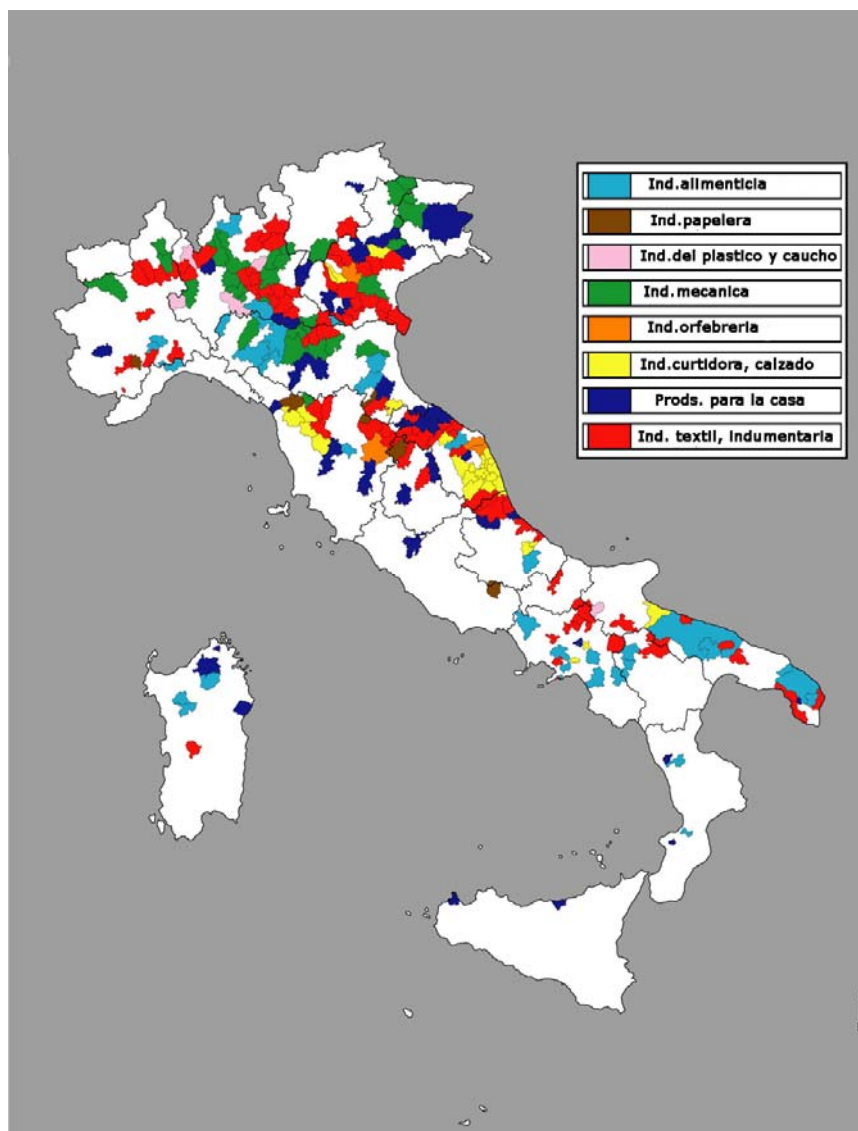 Ind.alimenticia
Ind.papelera
Ind.del plastico y caucho
Ind.mecanica
Ind.orfebreria
Ind.curtidora, calzado
Prods. para la casa
Ind. textil, indumentaria